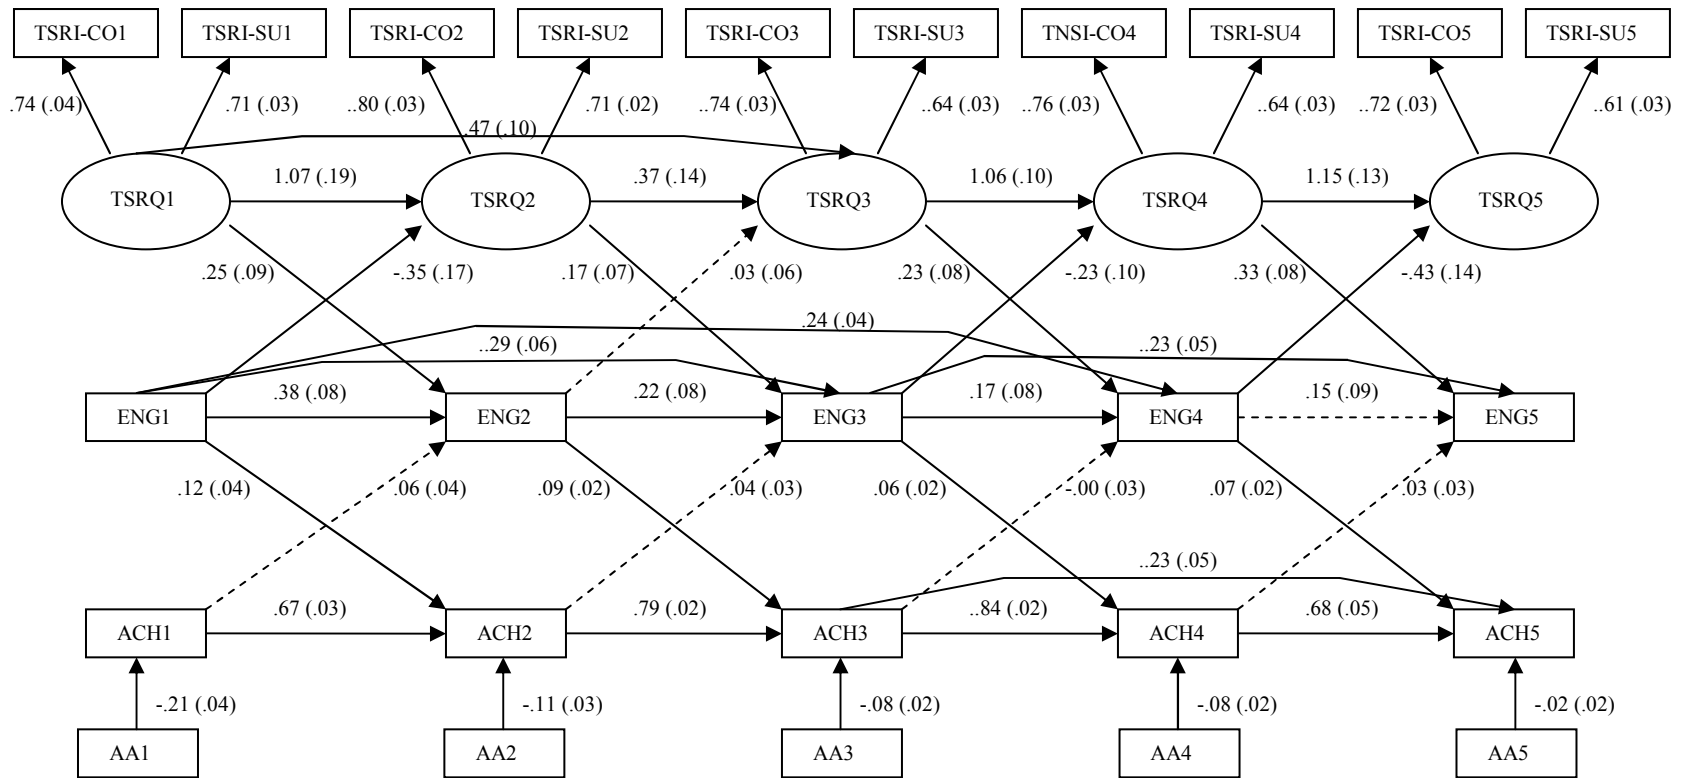 TSRI-CO1 TSRI-SU1 TSRI-CO2 TSRI-SU2 TSRI-CO3 TSRI-SU3 TNSI-CO4 TSRI-SU4 TSRI-CO5 TSRI-SU5
.74 (.04) .71 (.03) ..80 (.03) .71 (.02) ..74 (.03) ..64 (.03) ..76 (.03) ..64 (.03) ..72 (.03) ..61 (.03)
.47 (.10)
1.07 (.19) .37 (.14) 1.06 (.10) 1.15 (.13)
TSRQ1 TSRQ2 TSRQ3 TSRQ4 TSRQ5
.25 (.09) -.35 (.17) .17 (.07) .03 (.06) .23 (.08) -.23 (.10) .33 (.08) -.43 (.14)
.24 (.04)
..29 (.06) ..23 (.05)
.38 (.08) .22 (.08) .17 (.08) .15 (.09)
ENG1 ENG2 ENG3 ENG4 ENG5
.12 (.04) .06 (.04) .09 (.02) .04 (.03) .06 (.02) -.00 (.03) .07 (.02) .03 (.03)
..23 (.05)
.67 (.03) .79 (.02) ..84 (.02) .68 (.05)
ACH1 ACH2 ACH3 ACH4 ACH5
-.21 (.04) -.11 (.03) -.08 (.02) -.08 (.02) -.02 (.02)
AA1 AA2 AA3 AA4 AA5